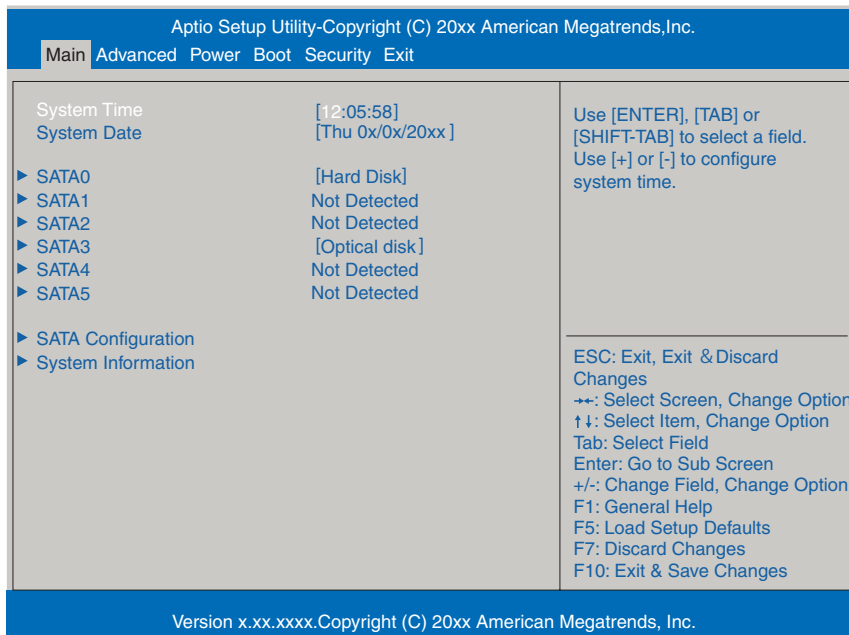 Aptio Setup Utility-Copyright (C) 20xx American Megatrends,Inc.
Main Advanced Power Boot Security Exit
System Time [12:05:58]
System Date [Thu 0x/0x/20xx ]
▶ SATA0 [Hard Disk]
▶ SATA1 Not Detected
▶ SATA2 Not Detected
▶ SATA3 [Optical disk]
▶ SATA4 Not Detected
▶ SATA5 Not Detected
▶ SATA Configuration
▶ System Information
Use [ENTER], [TAB] or
[SHIFT-TAB] to select a field.
Use [+] or [-] to configure
system time.
ESC: Exit, Exit & Discard
Changes
→←: Select Screen, Change Option
↑↓: Select Item, Change Option
Tab: Select Field
Enter: Go to Sub Screen
+/-: Change Field, Change Option
F1: General Help
F5: Load Setup Defaults
F7: Discard Changes
F10: Exit & Save Changes
Version x.xx.xxxx.Copyright (C) 20xx American Megatrends, Inc.